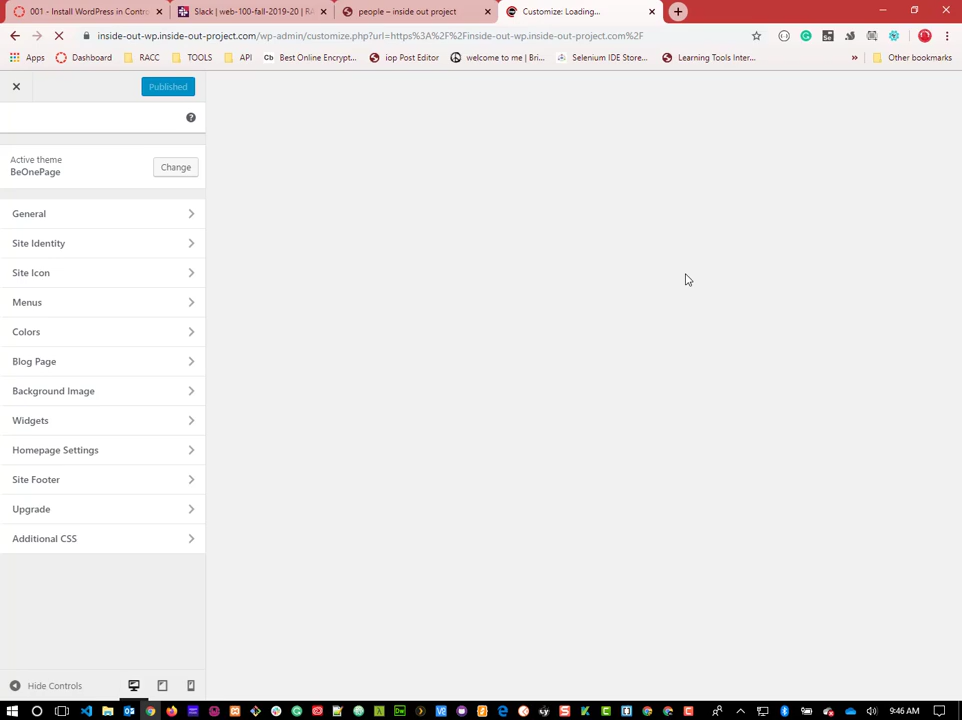 001 - Install WordPress in Contro
Slack | web-100-fall-2019-20 | RA
people – inside out project
Customize: Loading...
inside-out-wp.inside-out-project.com/wp-admin/customize.php?url=https%3A%2F%2Finside-out-wp.inside-out-project.com%2F
Apps
Dashboard
RACC
TOOLS
API
Cb Best Online Encrypt...
iop Post Editor
welcome to me | Bri...
Selenium IDE Store...
Learning Tools Inter...
»
Other bookmarks
Published
Active theme
BeOnePage
Change
General
Site Identity
Site Icon
Menus
Colors
Blog Page
Background Image
Widgets
Homepage Settings
Site Footer
Upgrade
Additional CSS
Hide Controls
9:46 AM